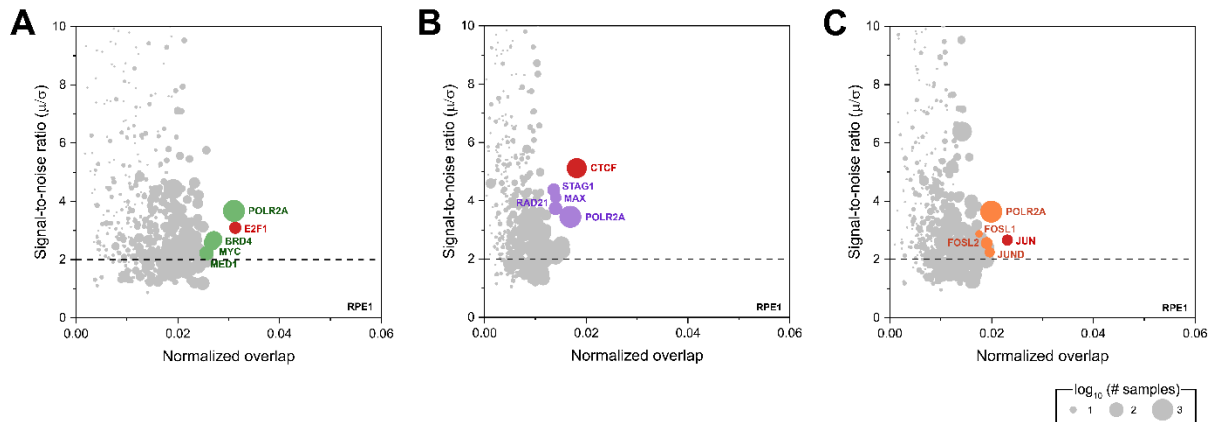 A
Signal-to-noise ratio (μ/σ)
10
8
6
4
2
0
POLR2A
E2F1
BRD4
MYC
MED1
RPE1
0.00 0.02 0.04 0.06
Normalized overlap
B
Signal-to-noise ratio (μ/σ)
10
8
6
4
2
0
CTCF
STAG1
MAX
RAD21
POLR2A
RPE1
0.00 0.02 0.04 0.06
Normalized overlap
C
Signal-to-noise ratio (μ/σ)
10
8
6
4
2
0
POLR2A
FOSL1
FOSL2
JUN
JUND
RPE1
0.00 0.02 0.04 0.06
Normalized overlap
log₁₀ (# samples)
1 2 3